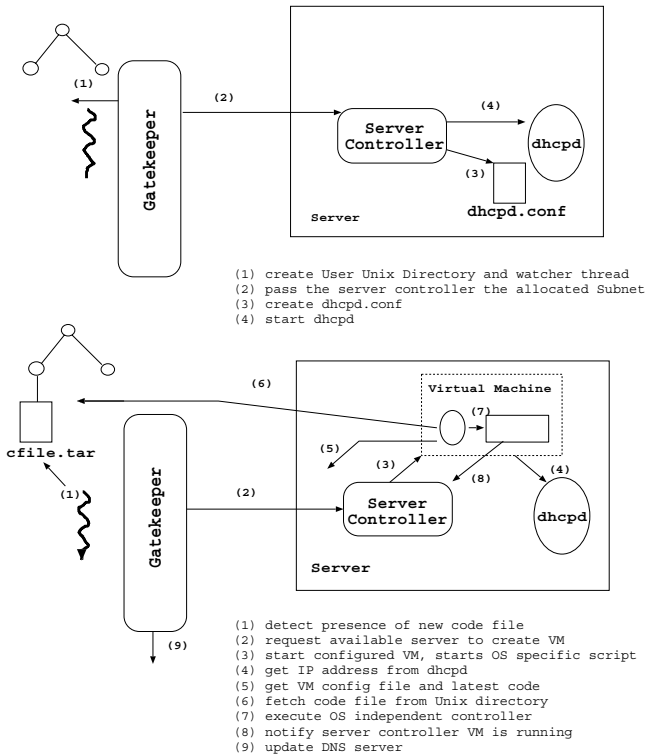 (1)
(2)
Gatekeeper
Server
Controller
(4)
dhcpd
(3)
dhcpd.conf
Server
(1) create User Unix Directory and watcher thread
(2) pass the server controller the allocated Subnet
(3) create dhcpd.conf
(4) start dhcpd
(6)
Virtual Machine
(7)
cfile.tar
(5)
(3)
(8)
(4)
(1)
Gatekeeper
(2)
Server
Controller
dhcpd
Server
(9)
(1) detect presence of new code file
(2) request available server to create VM
(3) start configured VM, starts OS specific script
(4) get IP address from dhcpd
(5) get VM config file and latest code
(6) fetch code file from Unix directory
(7) execute OS independent controller
(8) notify server controller VM is running
(9) update DNS server